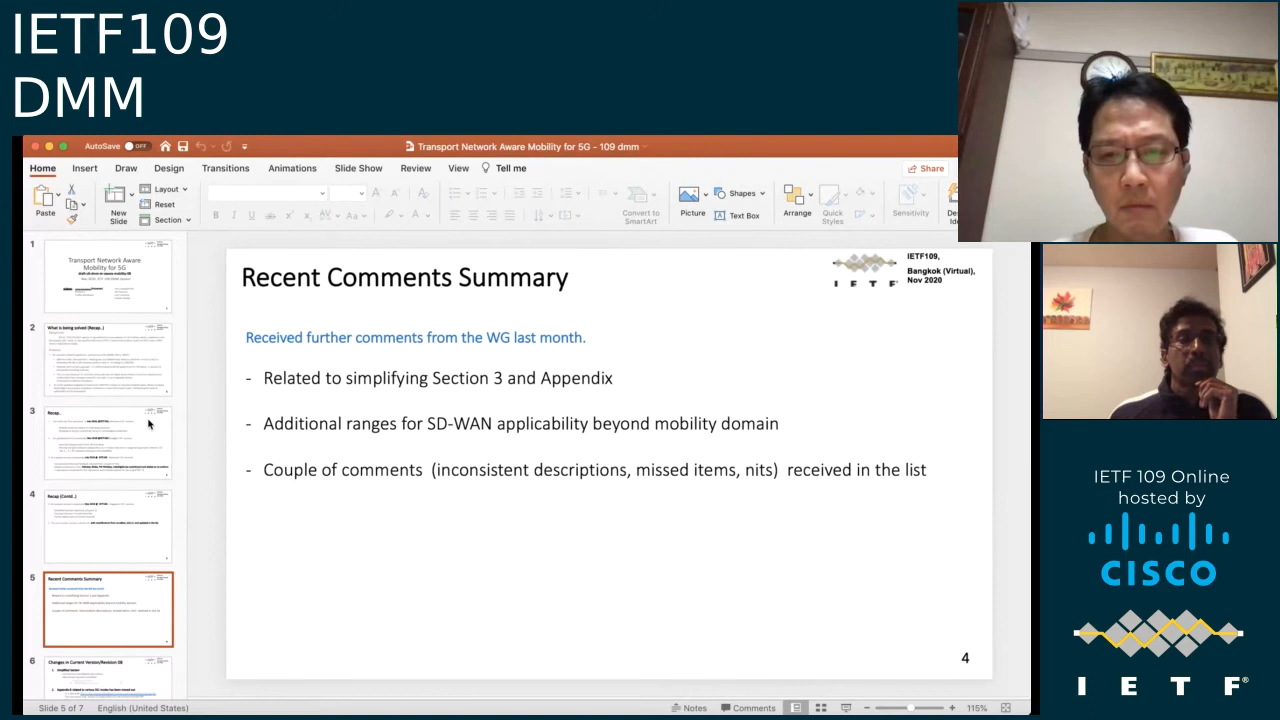 IETF109
DMM
AutoSave OFF
Transport Network Aware Mobility for 5G - 109 dmm
Home Insert Draw Design Transitions Animations Slide Show Review View Tell me
Share
Paste
New
Slide
Layout
Reset
Section
Convert to
SmartArt
Picture
Shapes
Text Box
Arrange
Quick
Styles
Sensitivity
1
Transport Network Aware
Mobility for 5G
2
What is being solved (Recap..)
3
Recap..
4
Recap (Contd..)
5
Recent Comments Summary
6
Changes in Current Version/Revision 08
Recent Comments Summary
IETF109,
Bangkok (Virtual),
Nov 2020
I E T F
Received further comments from the WG last month.
- Related to simplifying Section 3 and Appendix
- Additional ranges for SD-WAN applicability beyond mobility domain
- Couple of comments (inconsistent descriptions, missed items, nits) received in the list
4
Slide 5 of 7 English (United States)
Notes Comments 115%
IETF 109 Online
hosted by
CISCO
I E T F®